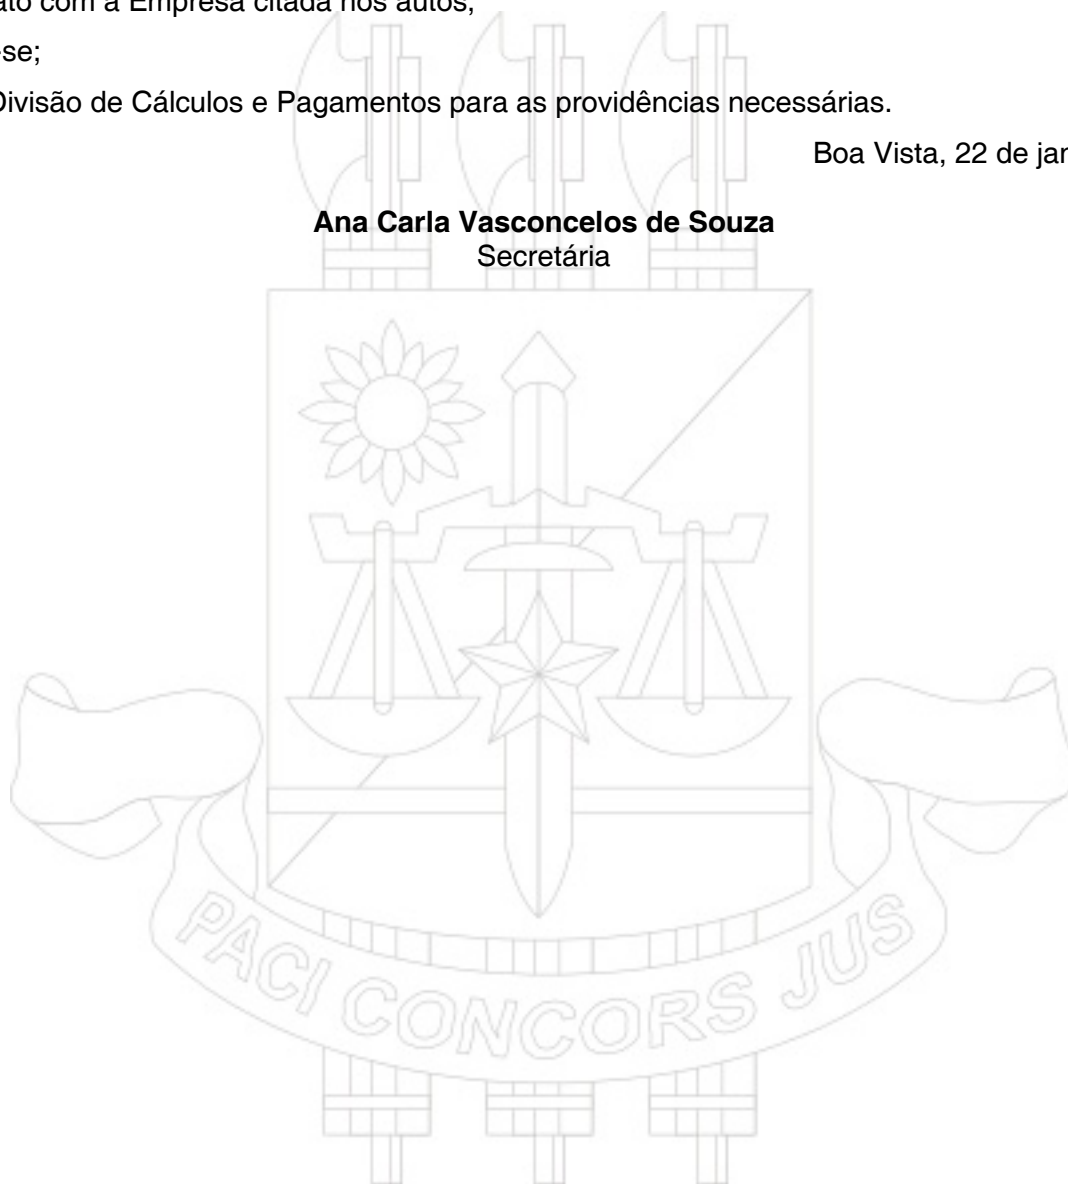 ato com a Empresa citada nos autos;
-se;
Divisão de Cálculos e Pagamentos para as providências necessárias.
Boa Vista, 22 de jan
Ana Carla Vasconcelos de Souza
Secretária
PACI CONCORS JUS